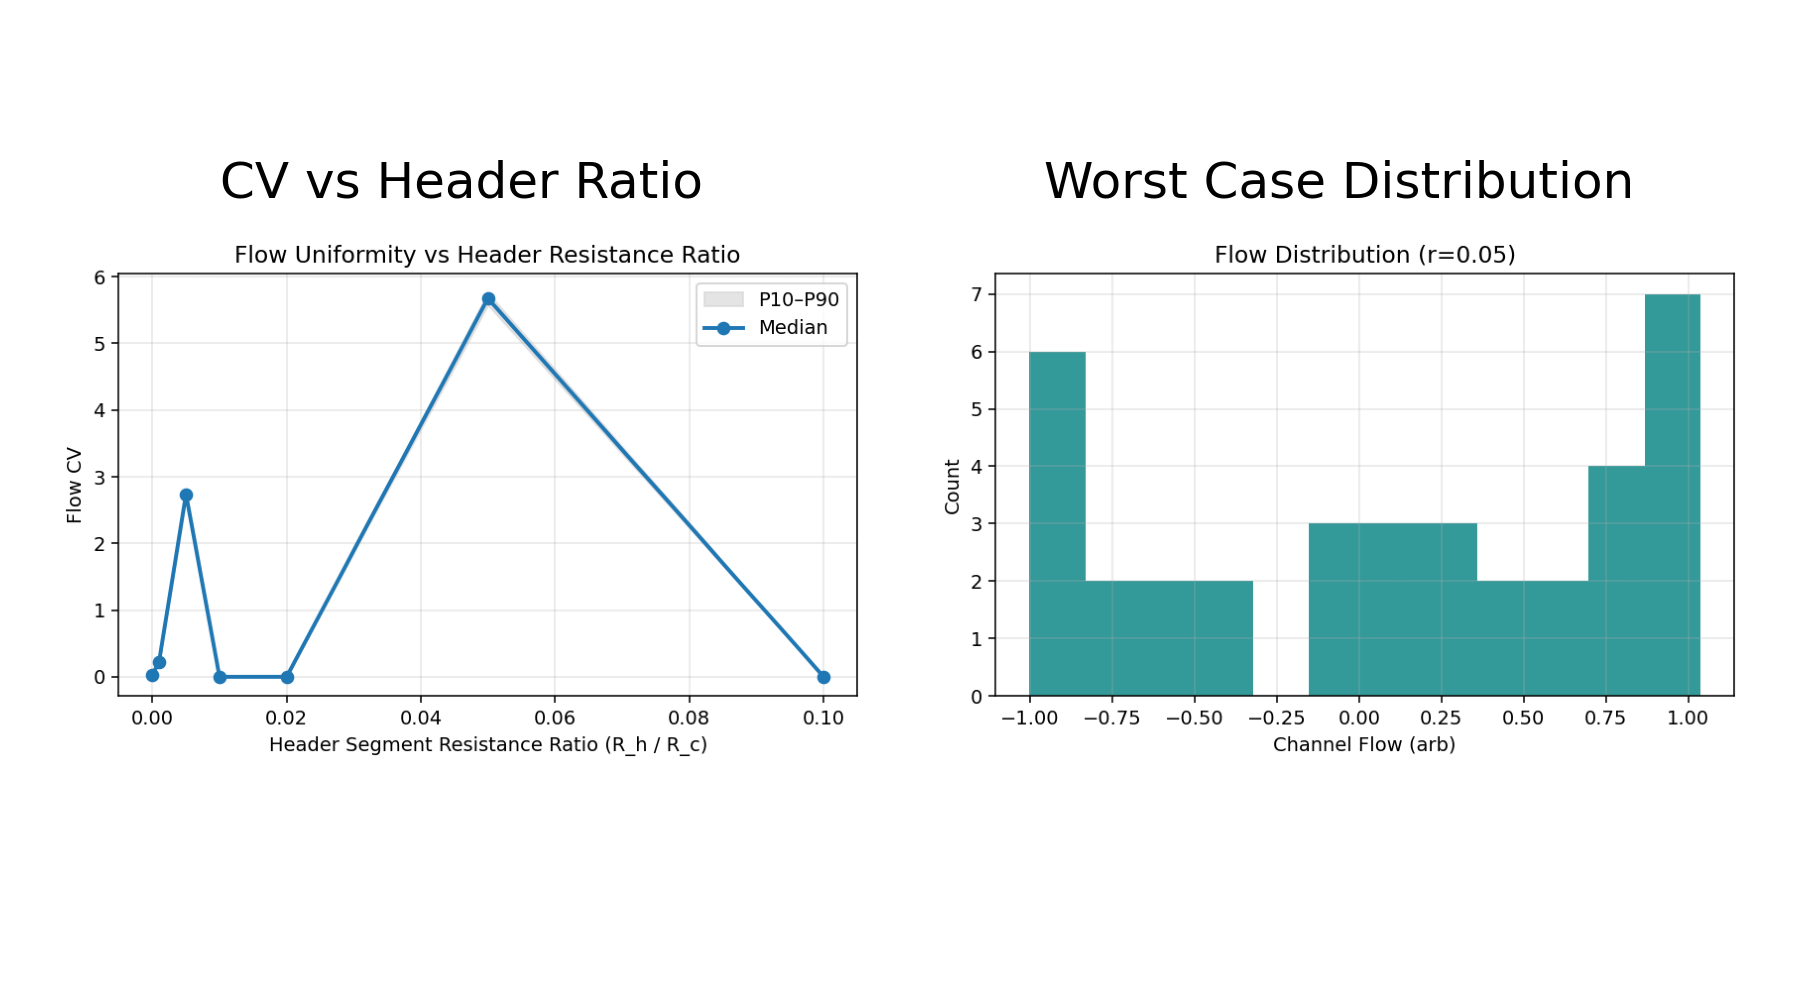 CV vs Header Ratio
Flow Uniformity vs Header Resistance Ratio
6
5
4
3
2
1
0
Flow CV
P10–P90
Median
0.00 0.02 0.04 0.06 0.08 0.10
Header Segment Resistance Ratio (R_h / R_c)
Worst Case Distribution
Flow Distribution (r=0.05)
7
6
5
4
3
2
1
0
Count
−1.00 −0.75 −0.50 −0.25 0.00 0.25 0.50 0.75 1.00
Channel Flow (arb)